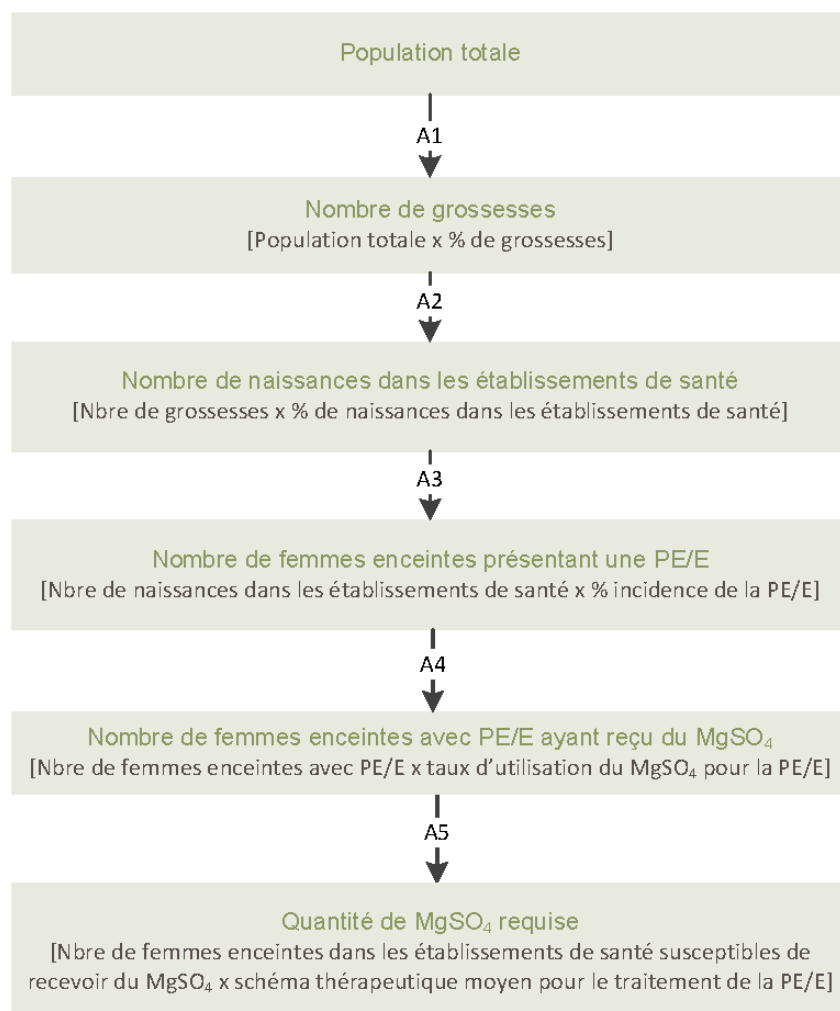 Population totale
A1
Nombre de grossesses
[Population totale x % de grossesses]
A2
Nombre de naissances dans les établissements de santé
[Nbre de grossesses x % de naissances dans les établissements de santé]
A3
Nombre de femmes enceintes présentant une PE/E
[Nbre de naissances dans les établissements de santé x % incidence de la PE/E]
A4
Nombre de femmes enceintes avec PE/E ayant reçu du MgSO₄
[Nbre de femmes enceintes avec PE/E x taux d’utilisation du MgSO₄ pour la PE/E]
A5
Quantité de MgSO₄ requise
[Nbre de femmes enceintes dans les établissements de santé susceptibles de
recevoir du MgSO₄ x schéma thérapeutique moyen pour le traitement de la PE/E]